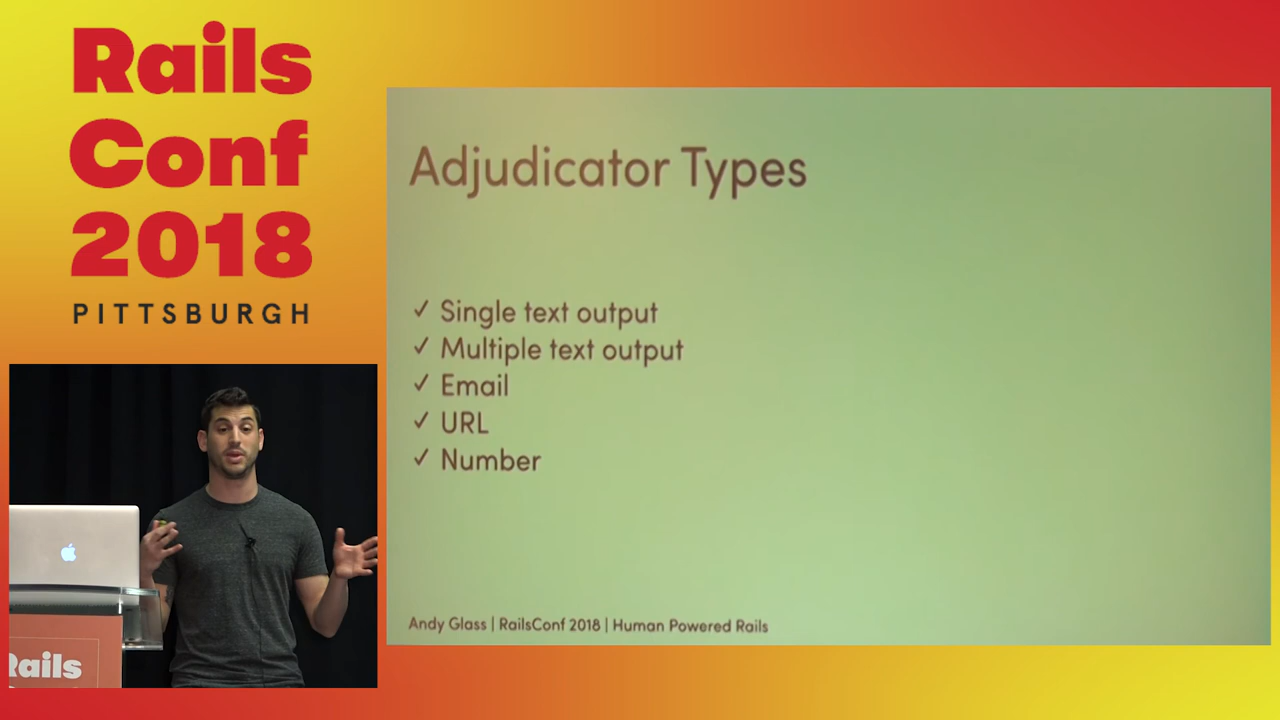 Rails
Conf
2018
PITTSBURGH
Adjudicator Types
✓ Single text output
✓ Multiple text output
✓ Email
✓ URL
✓ Number
Andy Glass | RailsConf 2018 | Human Powered Rails
Rails